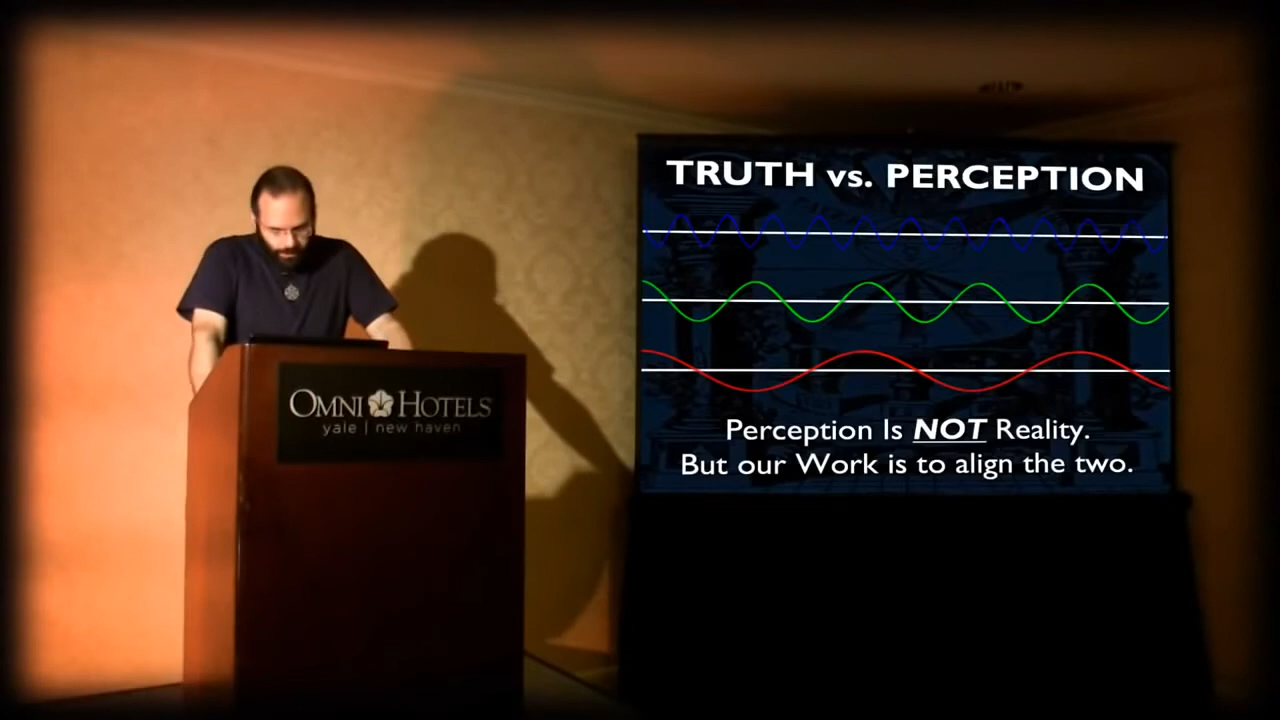 OMNI HOTELS
yale | new haven
TRUTH vs. PERCEPTION
Perception Is NOT Reality.
But our Work is to align the two.